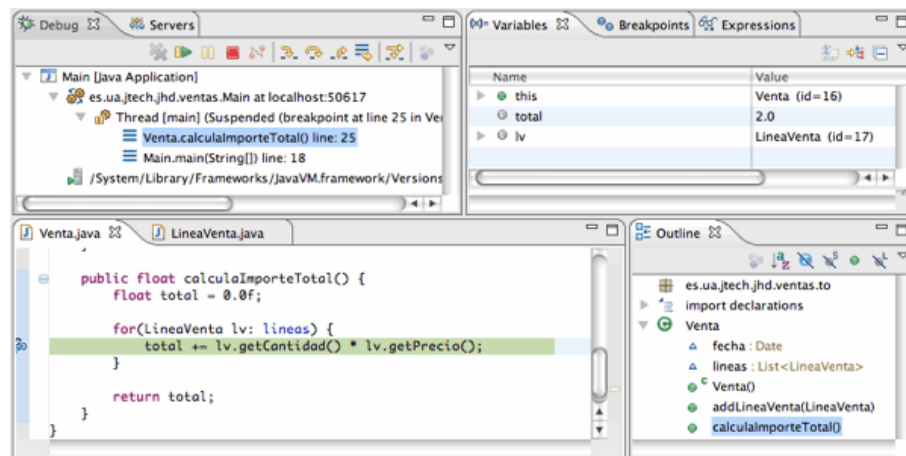 Debug Servers
Main [Java Application]
es.ua.jtech.jhd.ventas.Main at localhost:50617
Thread [main] (Suspended (breakpoint at line 25 in Ve
Venta.calculaImporteTotal() line: 25
Main.main(String[]) line: 18
/System/Library/Frameworks/JavaVM.framework/Versions
(x)= Variables Breakpoints Expressions
Name Value
this Venta (id=16)
total 2.0
lv LineaVenta (id=17)
Venta.java LineaVenta.java
}
public float calculaImporteTotal() {
float total = 0.0f;
for(LineaVenta lv: lineas) {
total += lv.getCantidad() * lv.getPrecio();
}
return total;
}
}
Outline
es.ua.jtech.jhd.ventas.to
import declarations
Venta
fecha : Date
lineas : List<LineaVenta>
Venta()
addLineaVenta(LineaVenta)
calculaImporteTotal()